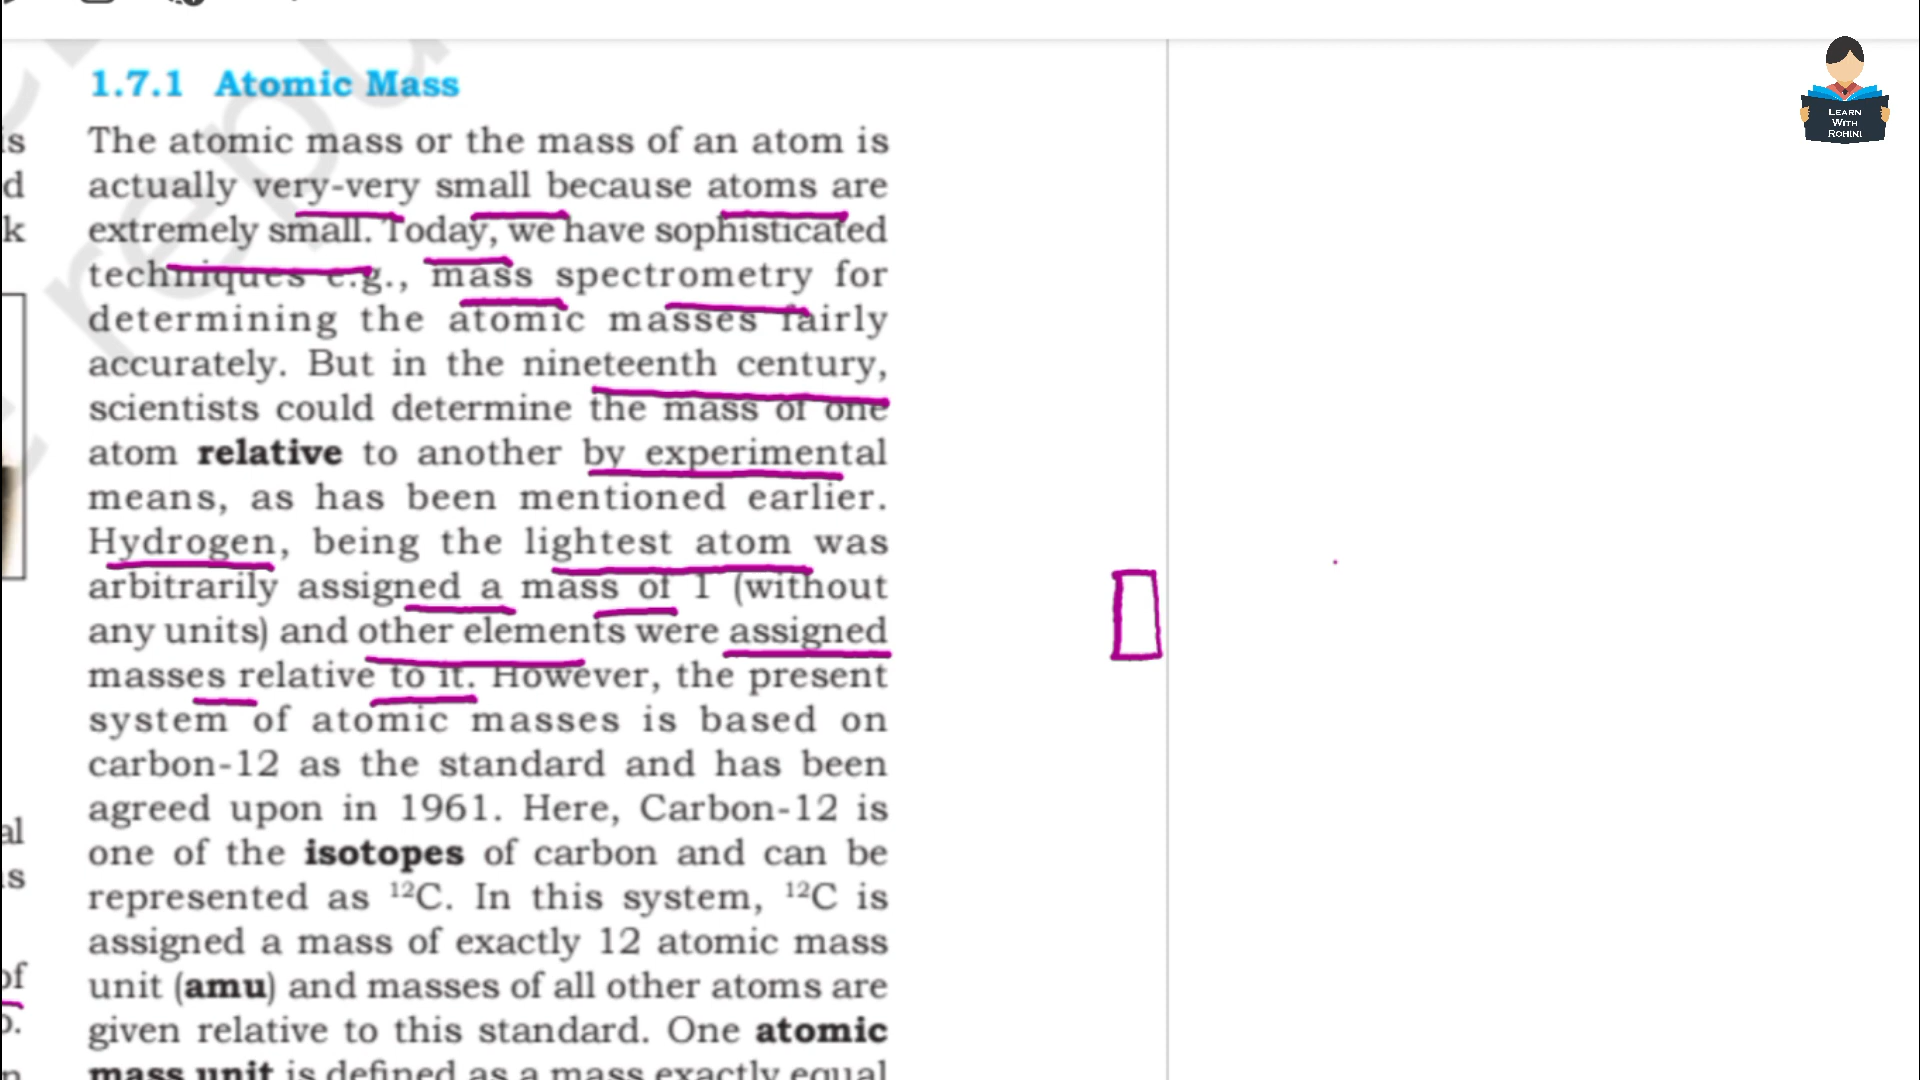 1.7.1 Atomic Mass
The atomic mass or the mass of an atom is
actually very-very small because atoms are
extremely small. Today, we have sophisticated
techniques e.g., mass spectrometry for
determining the atomic masses fairly
accurately. But in the nineteenth century,
scientists could determine the mass of one
atom relative to another by experimental
means, as has been mentioned earlier.
Hydrogen, being the lightest atom was
arbitrarily assigned a mass of 1 (without
any units) and other elements were assigned
masses relative to it. However, the present
system of atomic masses is based on
carbon-12 as the standard and has been
agreed upon in 1961. Here, Carbon-12 is
one of the isotopes of carbon and can be
represented as ¹²C. In this system, ¹²C is
assigned a mass of exactly 12 atomic mass
unit (amu) and masses of all other atoms are
given relative to this standard. One atomic
mass unit is defined as a mass exactly equal
is
d
k
al
s
of
LEARN
WITH
ROHINI